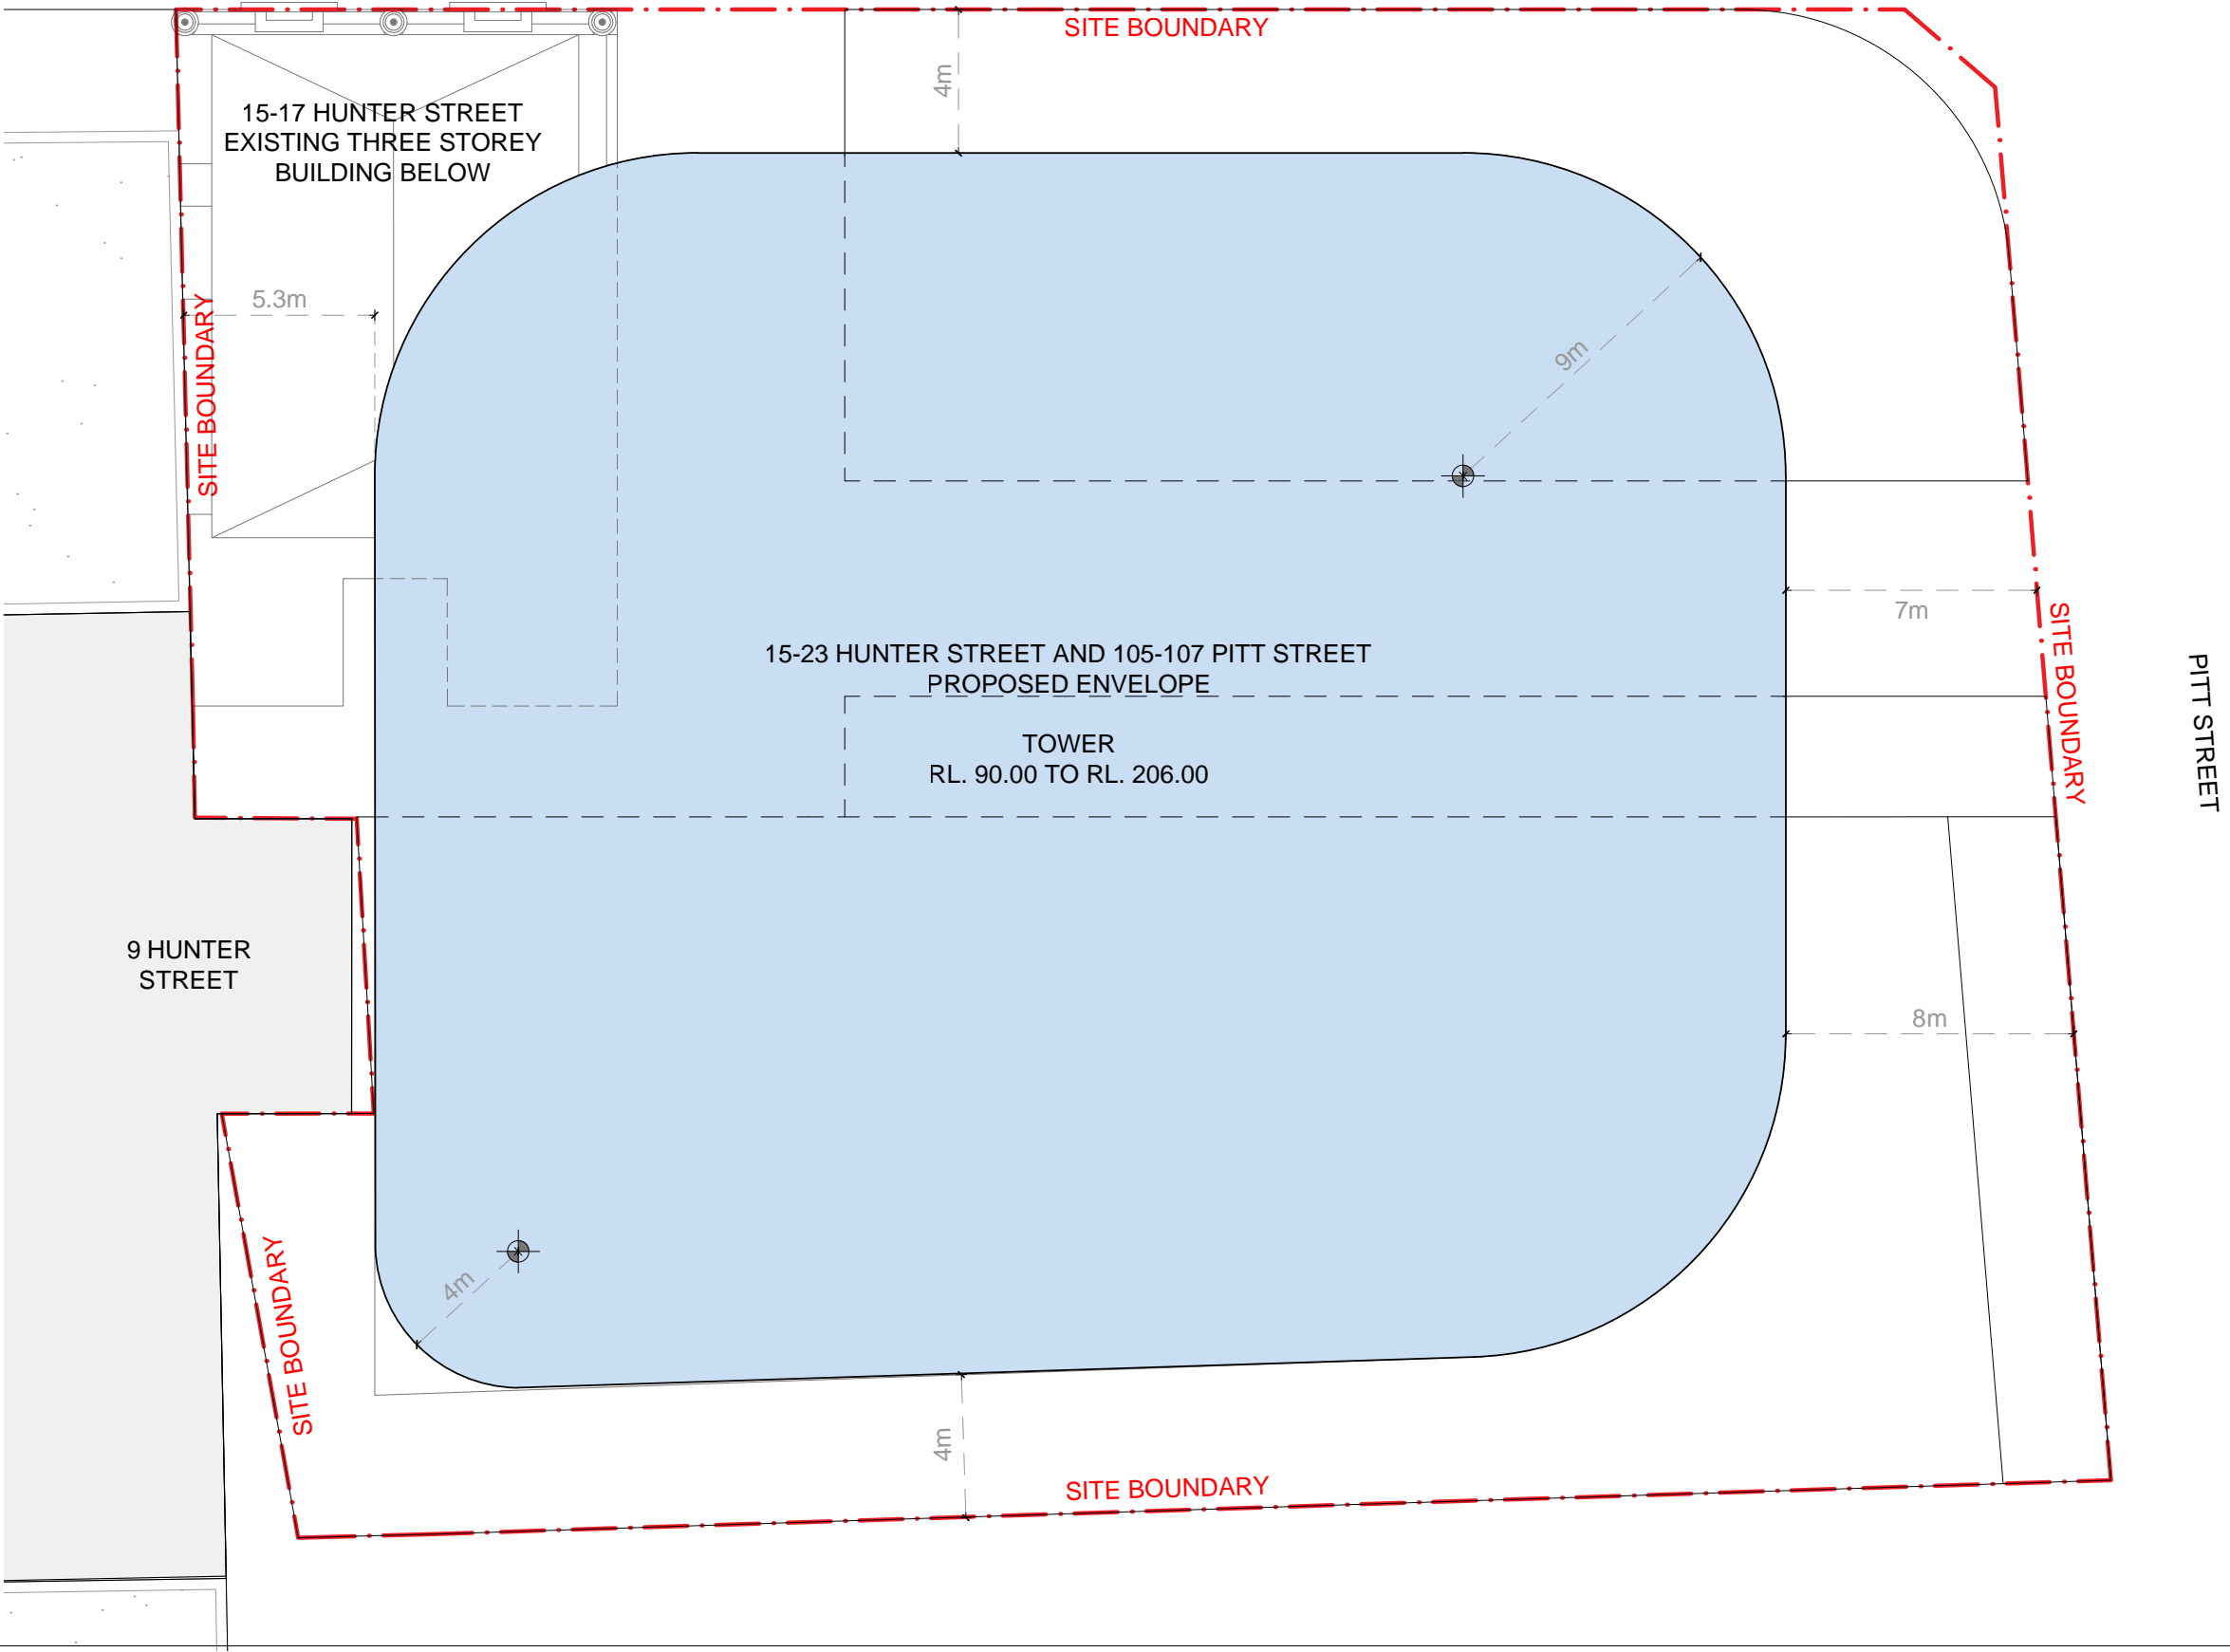 SITE BOUNDARY
4m
15-17 HUNTER STREET
EXISTING THREE STOREY
BUILDING BELOW
5.3m
SITE BOUNDARY
9m
7m
SITE BOUNDARY
PITT STREET
15-23 HUNTER STREET AND 105-107 PITT STREET
PROPOSED ENVELOPE
TOWER
RL. 90.00 TO RL. 206.00
9 HUNTER
STREET
8m
4m
SITE BOUNDARY
4m
SITE BOUNDARY